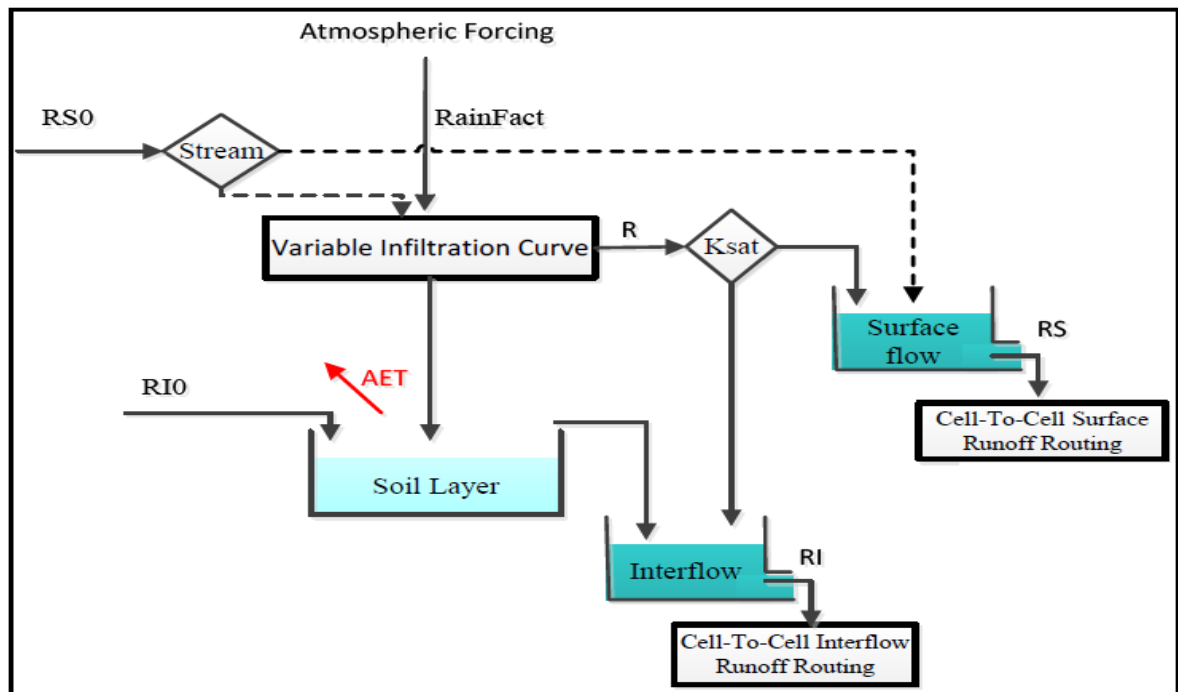 Atmospheric Forcing
RS0
RainFact
Stream
Variable Infiltration Curve
R
Ksat
Surface
flow
RS
AET
RI0
Cell-To-Cell Surface
Runoff Routing
Soil Layer
Interflow
RI
Cell-To-Cell Interflow
Runoff Routing